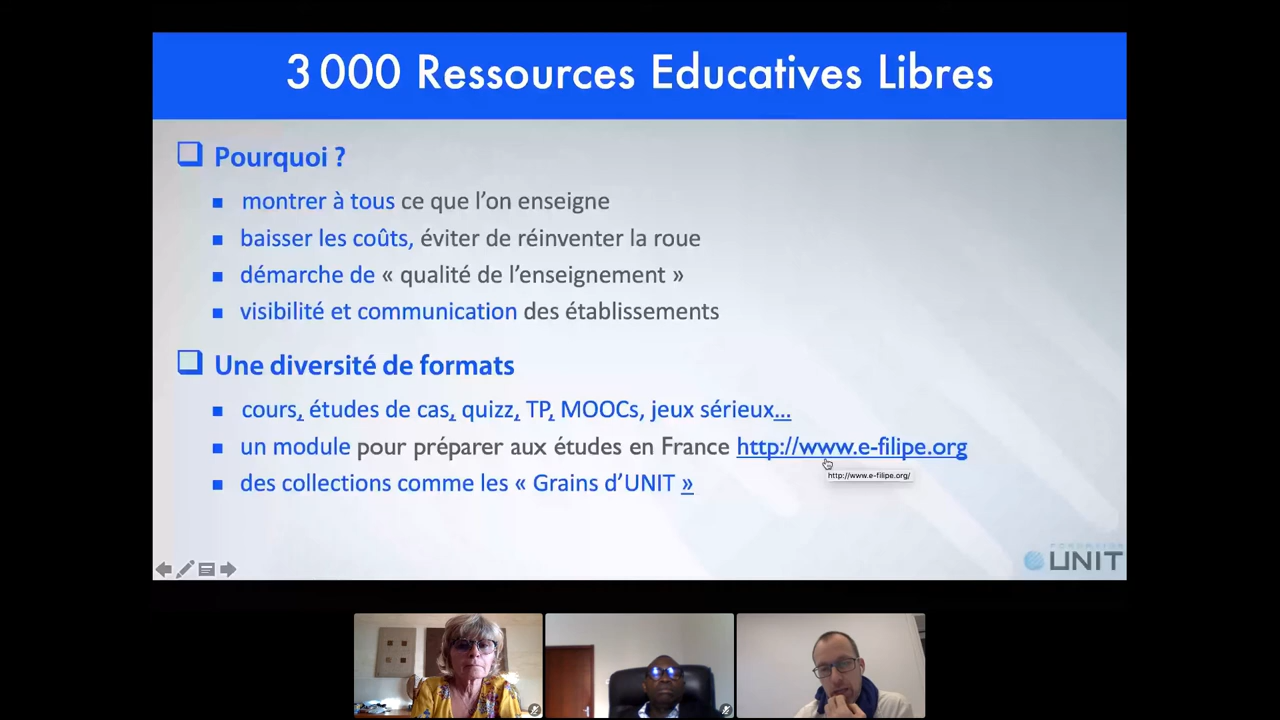 3 000 Ressources Educatives Libres
Pourquoi ?
montrer à tous ce que l’on enseigne
baisser les coûts, éviter de réinventer la roue
démarche de « qualité de l’enseignement »
visibilité et communication des établissements
Une diversité de formats
cours, études de cas, quizz, TP, MOOCs, jeux sérieux...
un module pour préparer aux études en France http://www.e-filipe.org
http://www.e-filipe.org/
des collections comme les « Grains d’UNIT »
UNIT